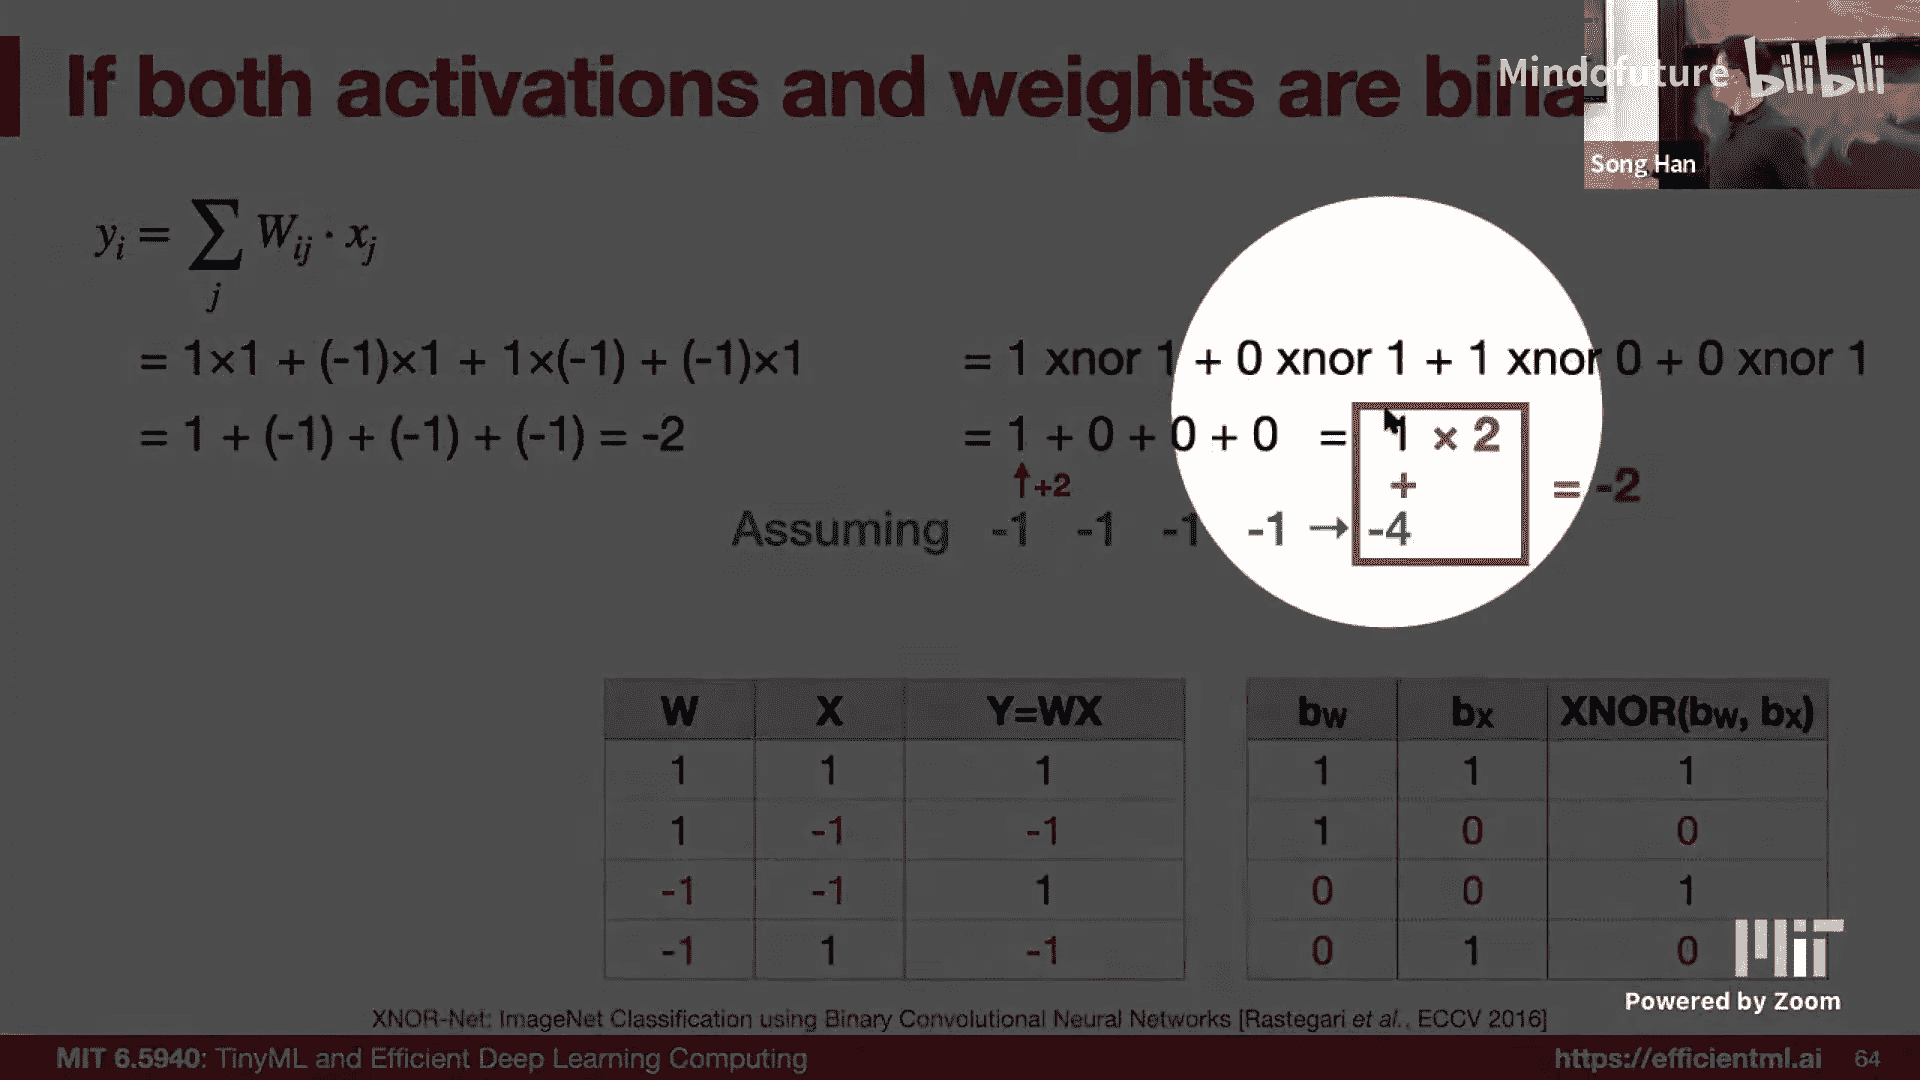 If both activations and weights are bina
Mindofuture bilibili
Song Han
yᵢ = ∑ Wᵢⱼ · xⱼ
j
= 1×1 + (-1)×1 + 1×(-1) + (-1)×1
= 1 xnor 1 + 0 xnor 1 + 1 xnor 0 + 0 xnor 1
= 1 + (-1) + (-1) + (-1) = -2
= 1 + 0 + 0 + 0 = 1 × 2
+2 + = -2
Assuming -1 -1 -1 -1 → -4
W X Y=WX
1 1 1
1 -1 -1
-1 -1 1
-1 1 -1
bw bx XNOR(bw, bx)
1 1 1
1 0 0
0 0 1
0 1 0
MIT
Powered by Zoom
XNOR-Net: ImageNet Classification using Binary Convolutional Neural Networks [Rastegari et al., ECCV 2016]
MIT 6.5940: TinyML and Efficient Deep Learning Computing https://efficientml.ai 64